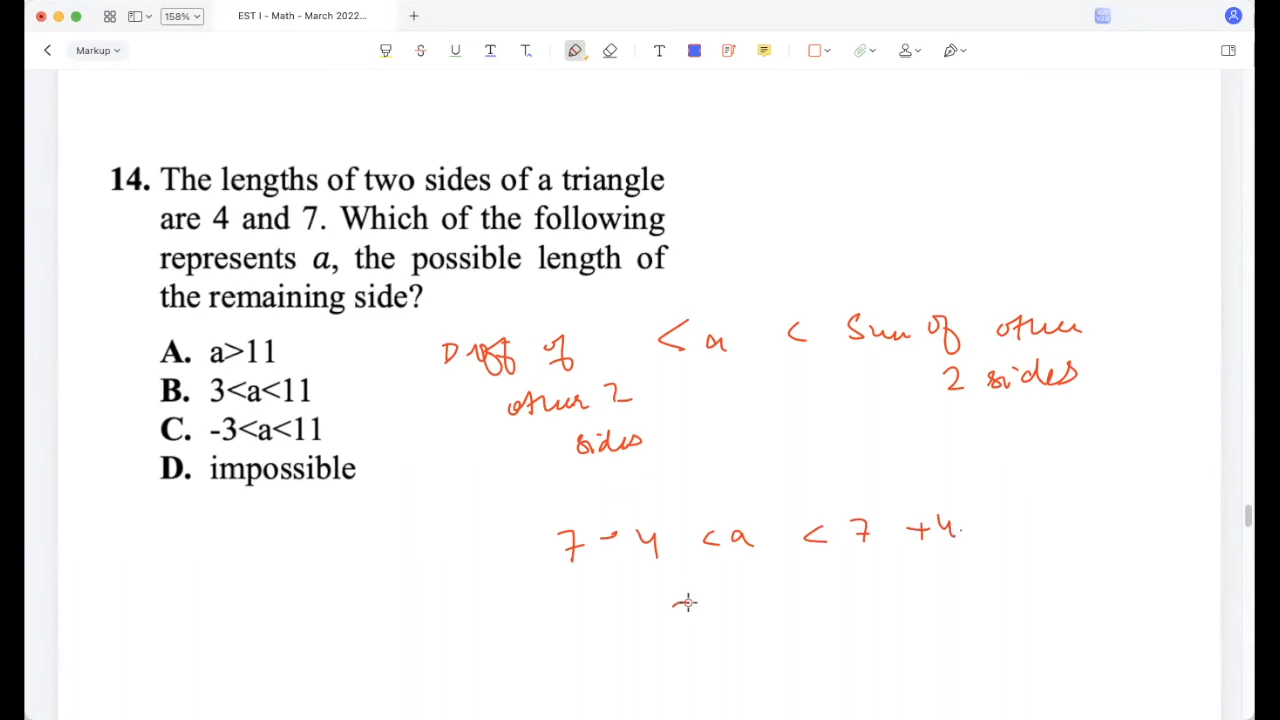 158%
EST I - Math - March 2022...
Markup
14. The lengths of two sides of a triangle
are 4 and 7. Which of the following
represents a, the possible length of
the remaining side?
A. a>11
B. 3<a<11
C. -3<a<11
D. impossible
Diff of other 2 sides < a < Sum of other 2 sides
7 - 4 < a < 7 + 4